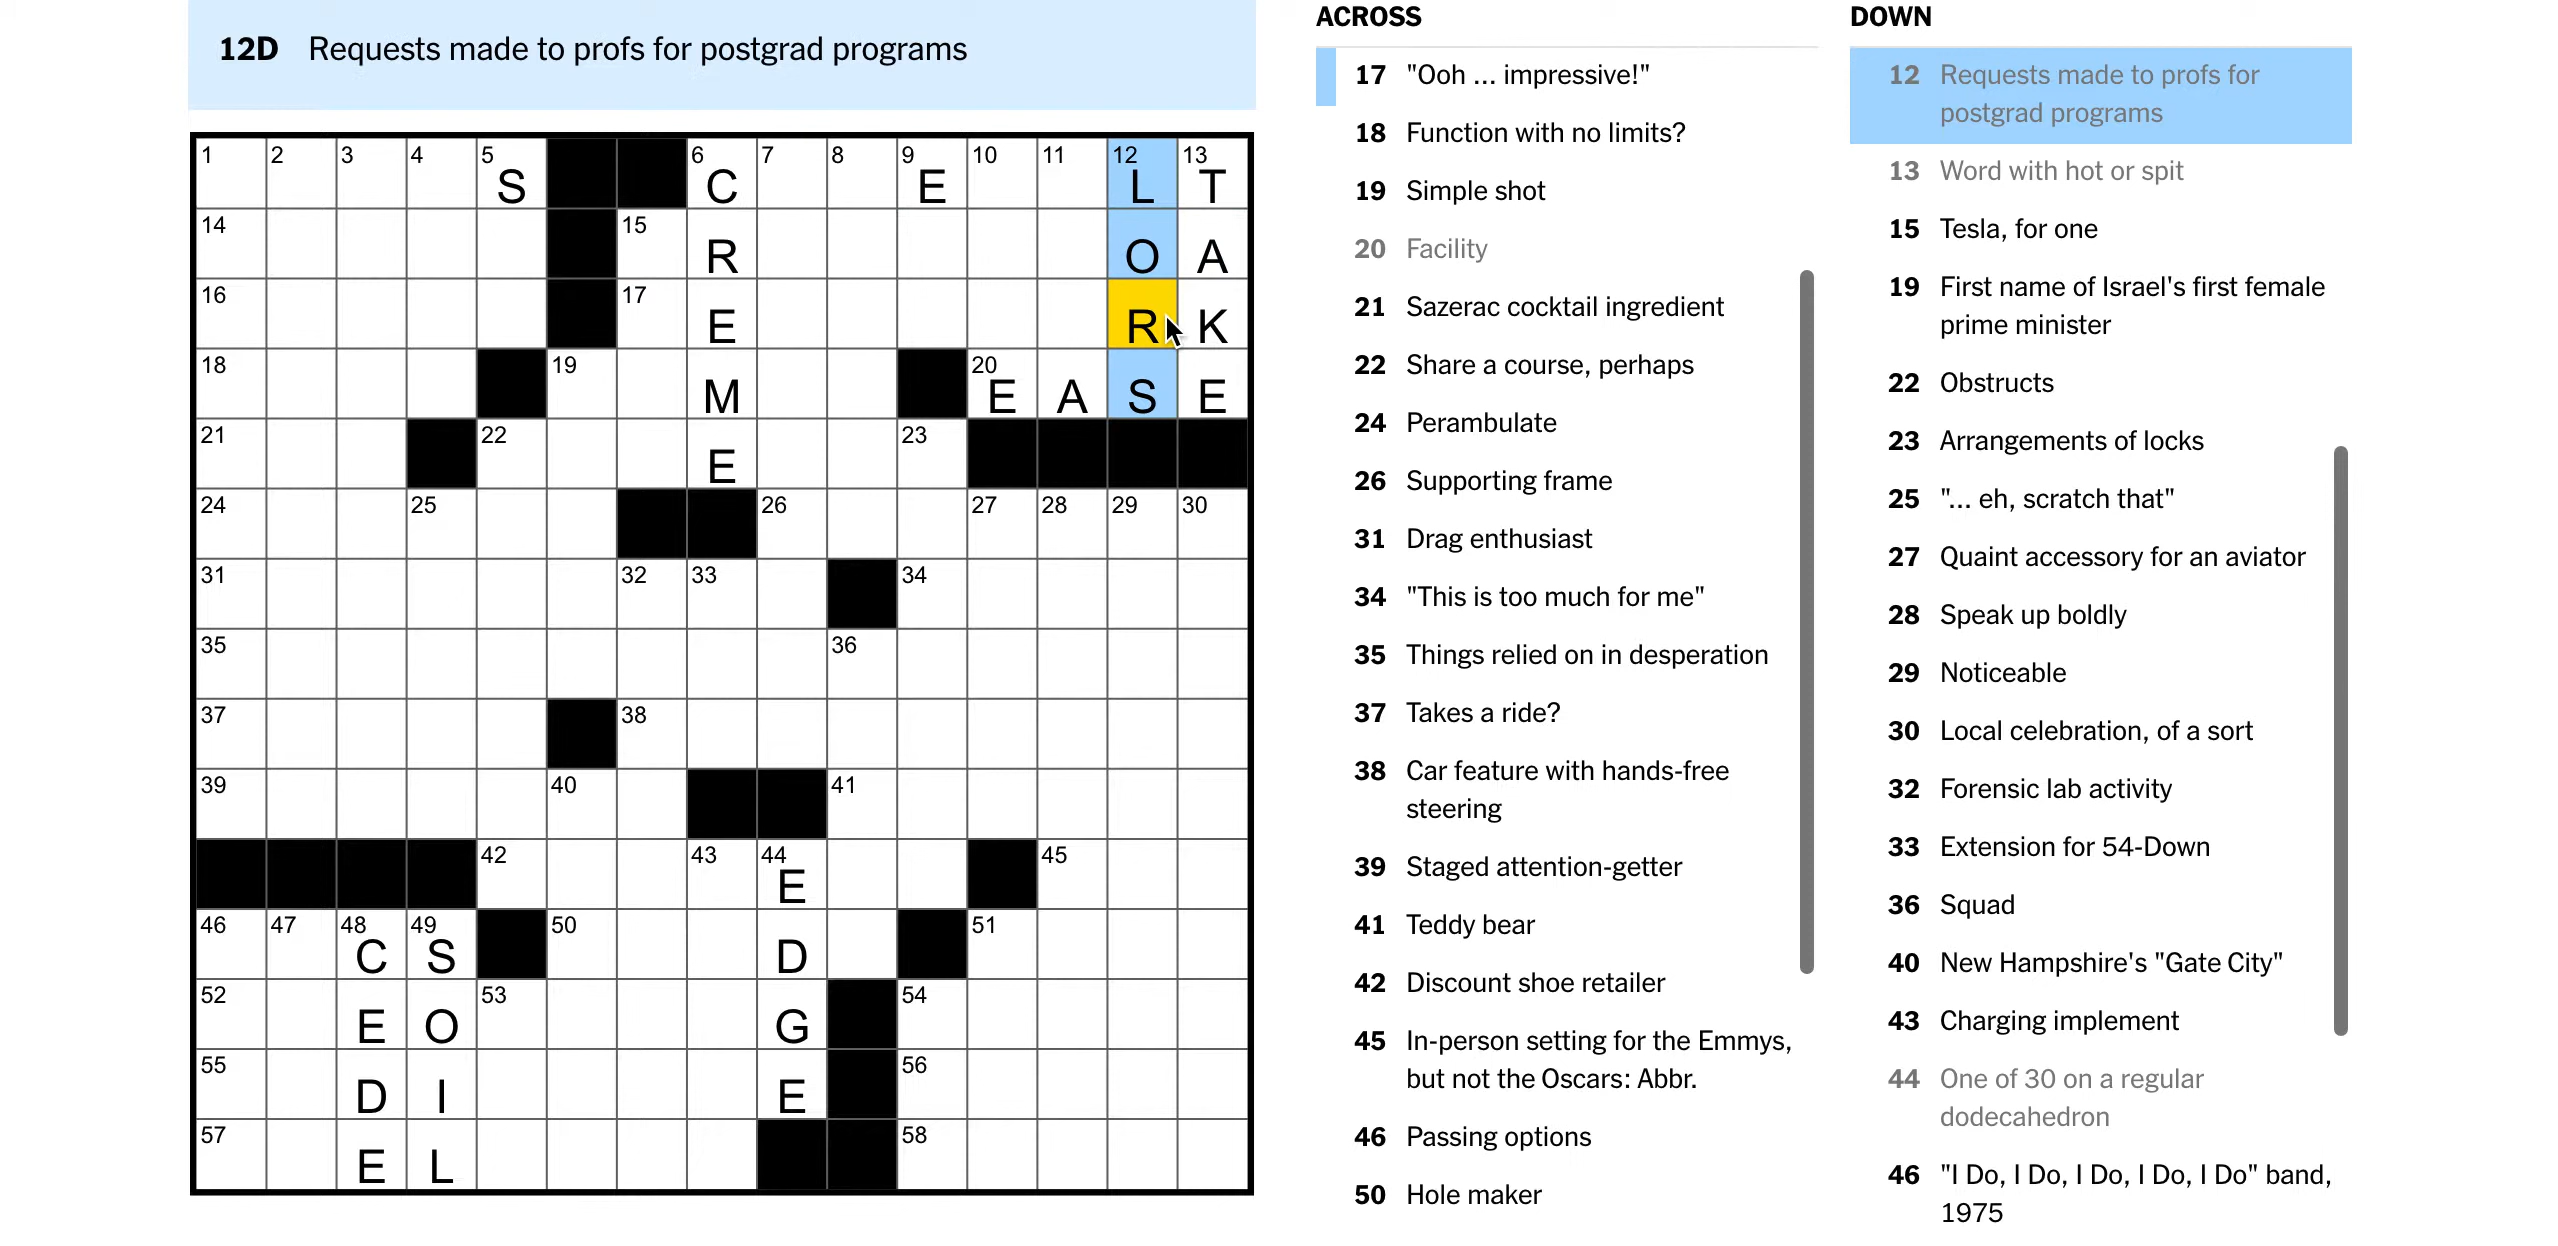 12D Requests made to profs for postgrad programs
1 2 3 4 5 6 7 8 9 10 11 12 13
S C E L T
14 15
R O A
16 17
E R K
18 19 20
M E A S E
21 22 23
E
24 25 26 27 28 29 30
31 32 33 34
35 36
37 38
39 40 41
42 43 44 45
E
46 47 48 49 50 51
C S D
52 53 54
E O G
55 56
D I E
57 58
E L
ACROSS
17 "Ooh ... impressive!"
18 Function with no limits?
19 Simple shot
20 Facility
21 Sazerac cocktail ingredient
22 Share a course, perhaps
24 Perambulate
26 Supporting frame
31 Drag enthusiast
34 "This is too much for me"
35 Things relied on in desperation
37 Takes a ride?
38 Car feature with hands-free
steering
39 Staged attention-getter
41 Teddy bear
42 Discount shoe retailer
45 In-person setting for the Emmys,
but not the Oscars: Abbr.
46 Passing options
50 Hole maker
DOWN
12 Requests made to profs for
postgrad programs
13 Word with hot or spit
15 Tesla, for one
19 First name of Israel's first female
prime minister
22 Obstructs
23 Arrangements of locks
25 "... eh, scratch that"
27 Quaint accessory for an aviator
28 Speak up boldly
29 Noticeable
30 Local celebration, of a sort
32 Forensic lab activity
33 Extension for 54-Down
36 Squad
40 New Hampshire's "Gate City"
43 Charging implement
44 One of 30 on a regular
dodecahedron
46 "I Do, I Do, I Do, I Do, I Do" band,
1975